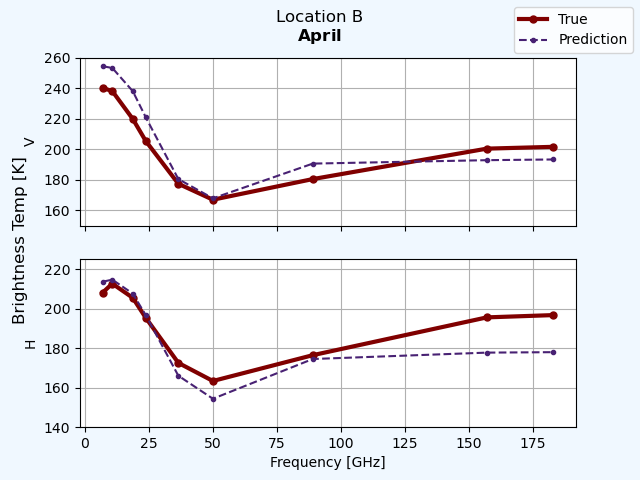 Location B
April
True
Prediction
260
240
220
200
180
160
V
Brightness Temp [K]
220
200
180
160
140
H
0 25 50 75 100 125 150 175
Frequency [GHz]